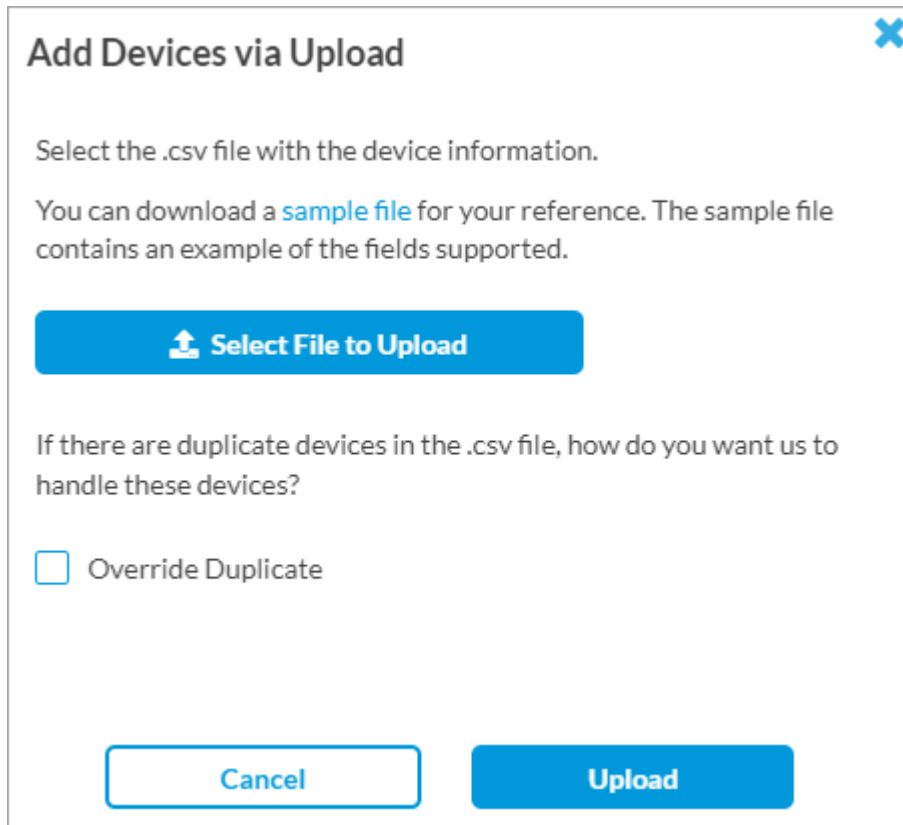 Add Devices via Upload
Select the .csv file with the device information.
You can download a sample file for your reference. The sample file
contains an example of the fields supported.
Select File to Upload
If there are duplicate devices in the .csv file, how do you want us to
handle these devices?
Override Duplicate
Cancel
Upload